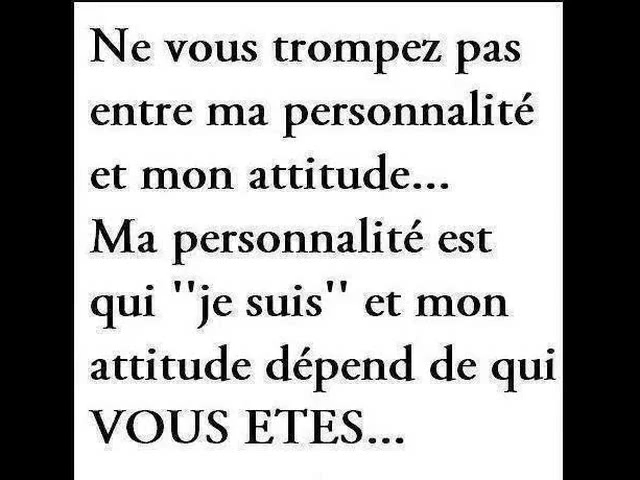 Ne vous trompez pas
entre ma personnalité
et mon attitude...
Ma personnalité est
qui "je suis" et mon
attitude dépend de qui
VOUS ETES...